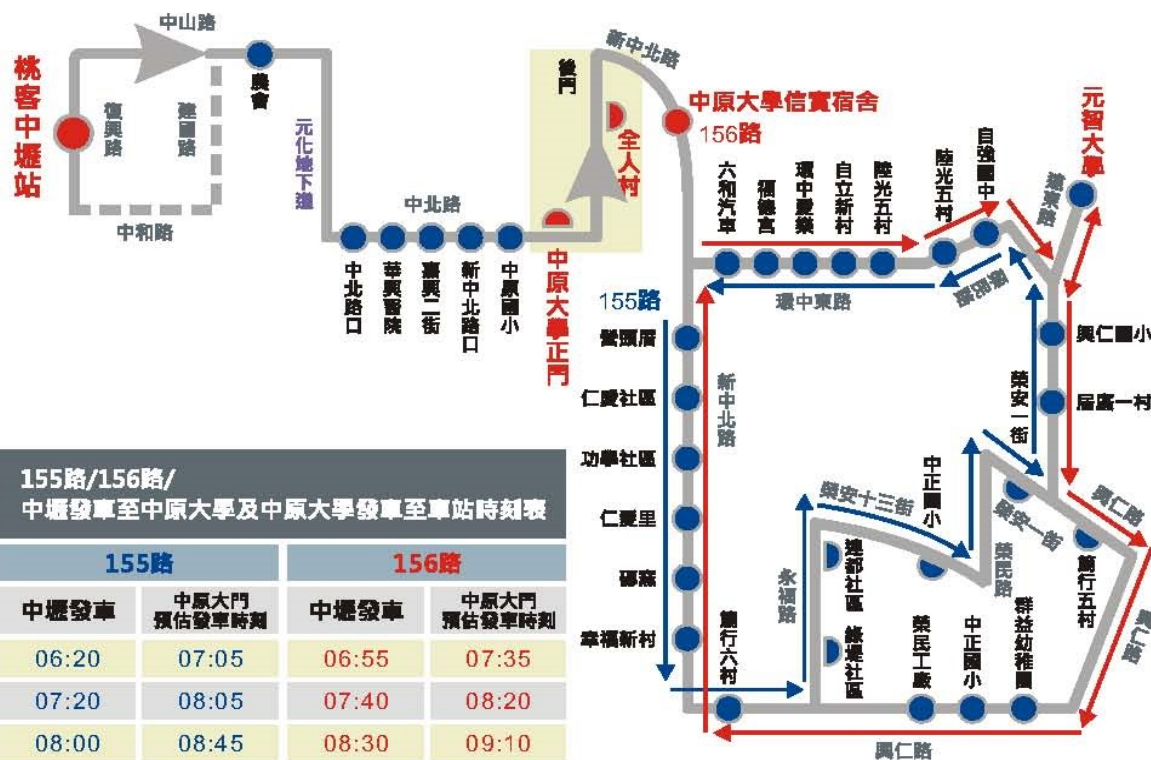 中山路
新中北路
桃客中壢站
復興路
建國路
農會
元化地下道
中和路
中北路
中北路口
華興醫院
嘉興二街
新中北路口
中原國小
中原大學正門
後門
全人村
中原大學信實宿舍
156路
六和汽車
福德宮
環中愛樂
自立新村
陸光五村
陸光五村
自強國中
元智大學
遠東路
環中東路
155路
營頭厝
仁愛社區
功學社區
仁愛里
磚窯
幸福新村
新中北路
興仁國小
居廣一村
榮安一街
榮安十三街
中正國小
榮安一街
興仁路
篤行五村
興仁路
榮民路
永福路
達都社區
綠堤社區
篤行六村
榮民工廠
中正國小
群益幼稚園
興仁路
155路/156路/
中壢發車至中原大學及中原大學發車至車站時刻表
155路 156路
中壢發車 中原大門預估發車時刻 中壢發車 中原大門預估發車時刻
06:20 07:05 06:55 07:35
07:20 08:05 07:40 08:20
08:00 08:45 08:30 09:10